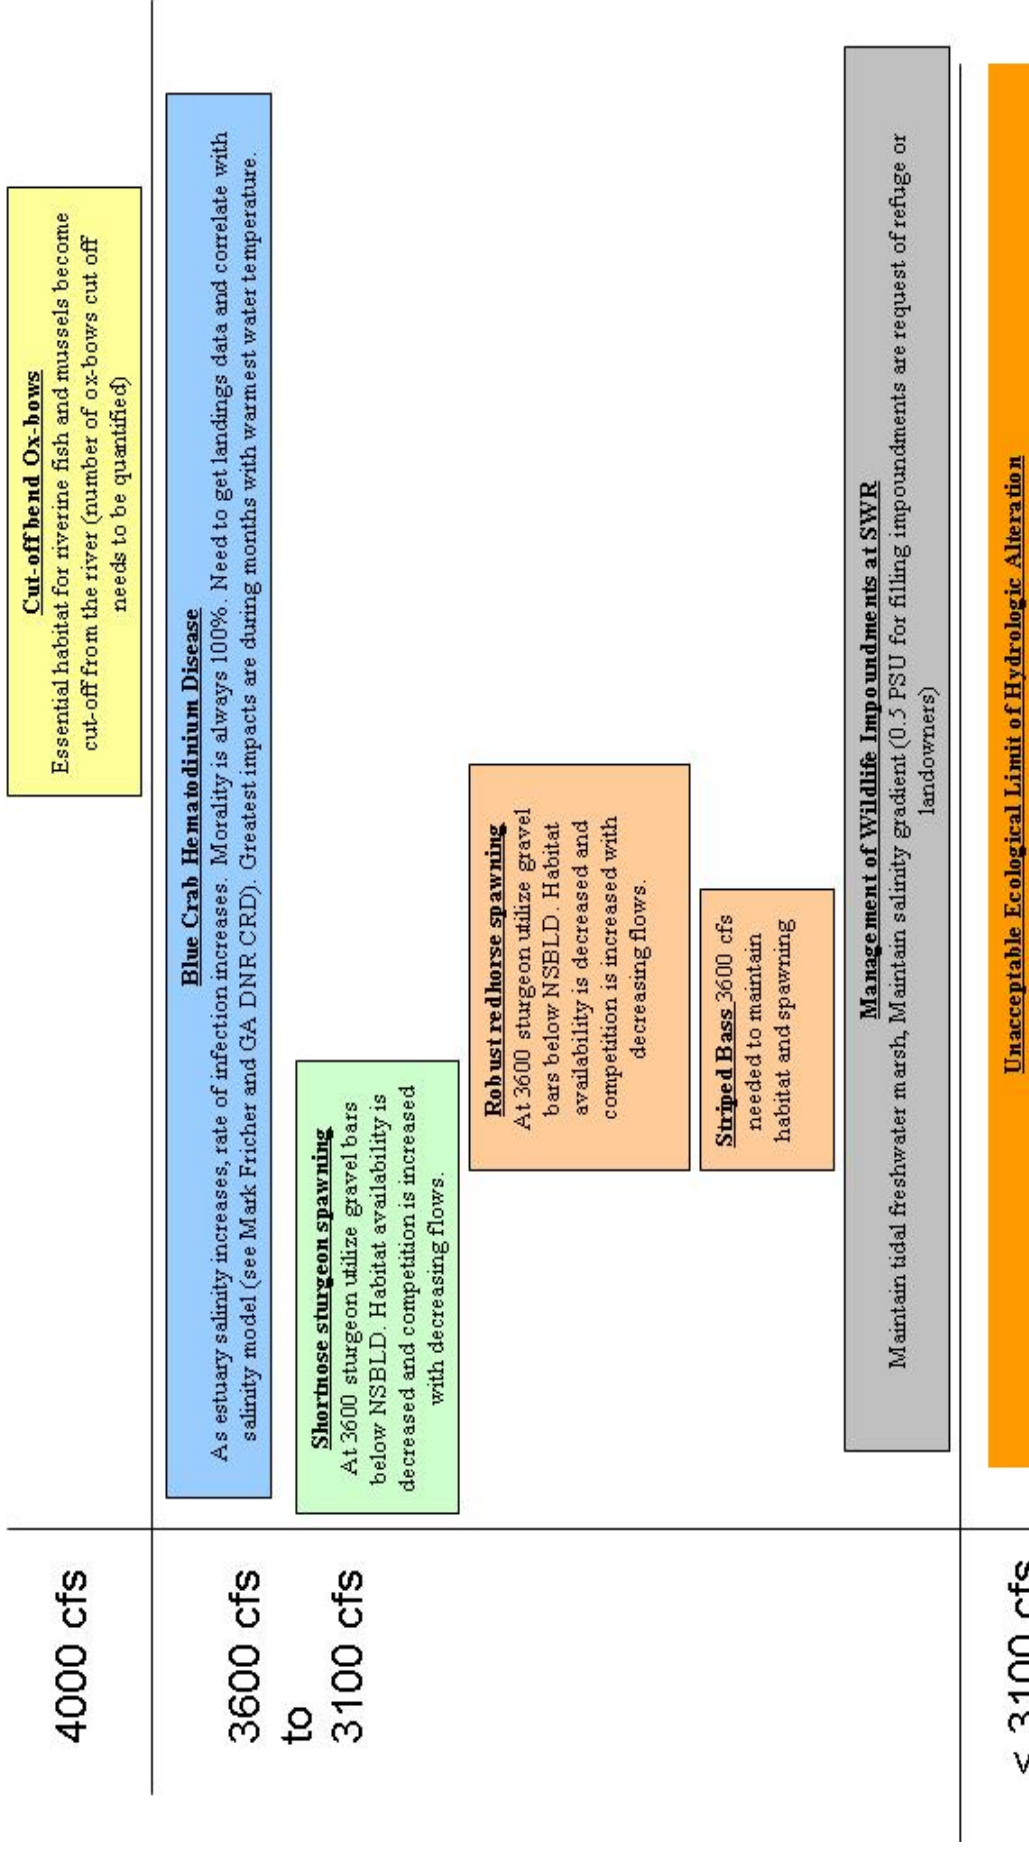 4000 cfs
Cut-off bend Ox-bows
Essential habitat for riverine fish and mussels become
cut-off from the river (number of ox-bows cut off
needs to be quantified)
3600 cfs
to
3100 cfs
Blue Crab Hematodinium Disease
As estuary salinity increases, rate of infection increases. Morality is always 100%. Need to get landings data and correlate with
salinity model (see Mark Fricher and GA DNR CRD). Greatest impacts are during months with warmest water temperature.
Shortnose sturgeon spawning
At 3600 sturgeon utilize gravel bars
below NSBLD. Habitat availability is
decreased and competition is increased
with decreasing flows.
Robust redhorse spawning
At 3600 sturgeon utilize gravel
bars below NSBLD. Habitat
availability is decreased and
competition is increased with
decreasing flows.
Striped Bass 3600 cfs
needed to maintain
habitat and spawning
Management of Wildlife Impoundments at SWR
Maintain tidal freshwater marsh, Maintain salinity gradient (0.5 PSU for filling impoundments are request of refuge or
landowners)
< 3100 cfs
Unacceptable Ecological Limit of Hydrologic Alteration